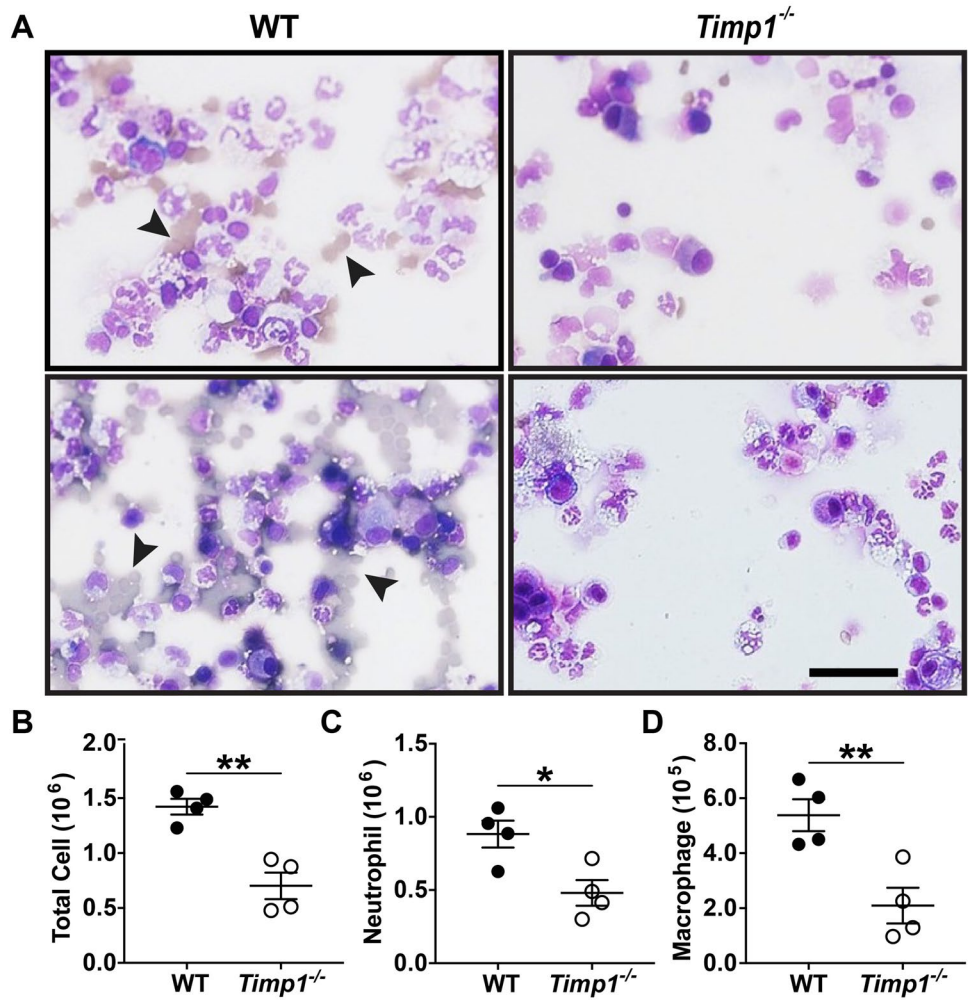 A
WT
Timp1-/-
B
C
D
Total Cell (10⁶)
2.0
1.5
1.0
0.5
0.0
**
WT
Timp1-/-
Neutrophil (10⁶)
1.5
1.0
0.5
0.0
*
WT
Timp1-/-
Macrophage (10⁵)
8.0
6.0
4.0
2.0
0.0
**
WT
Timp1-/-